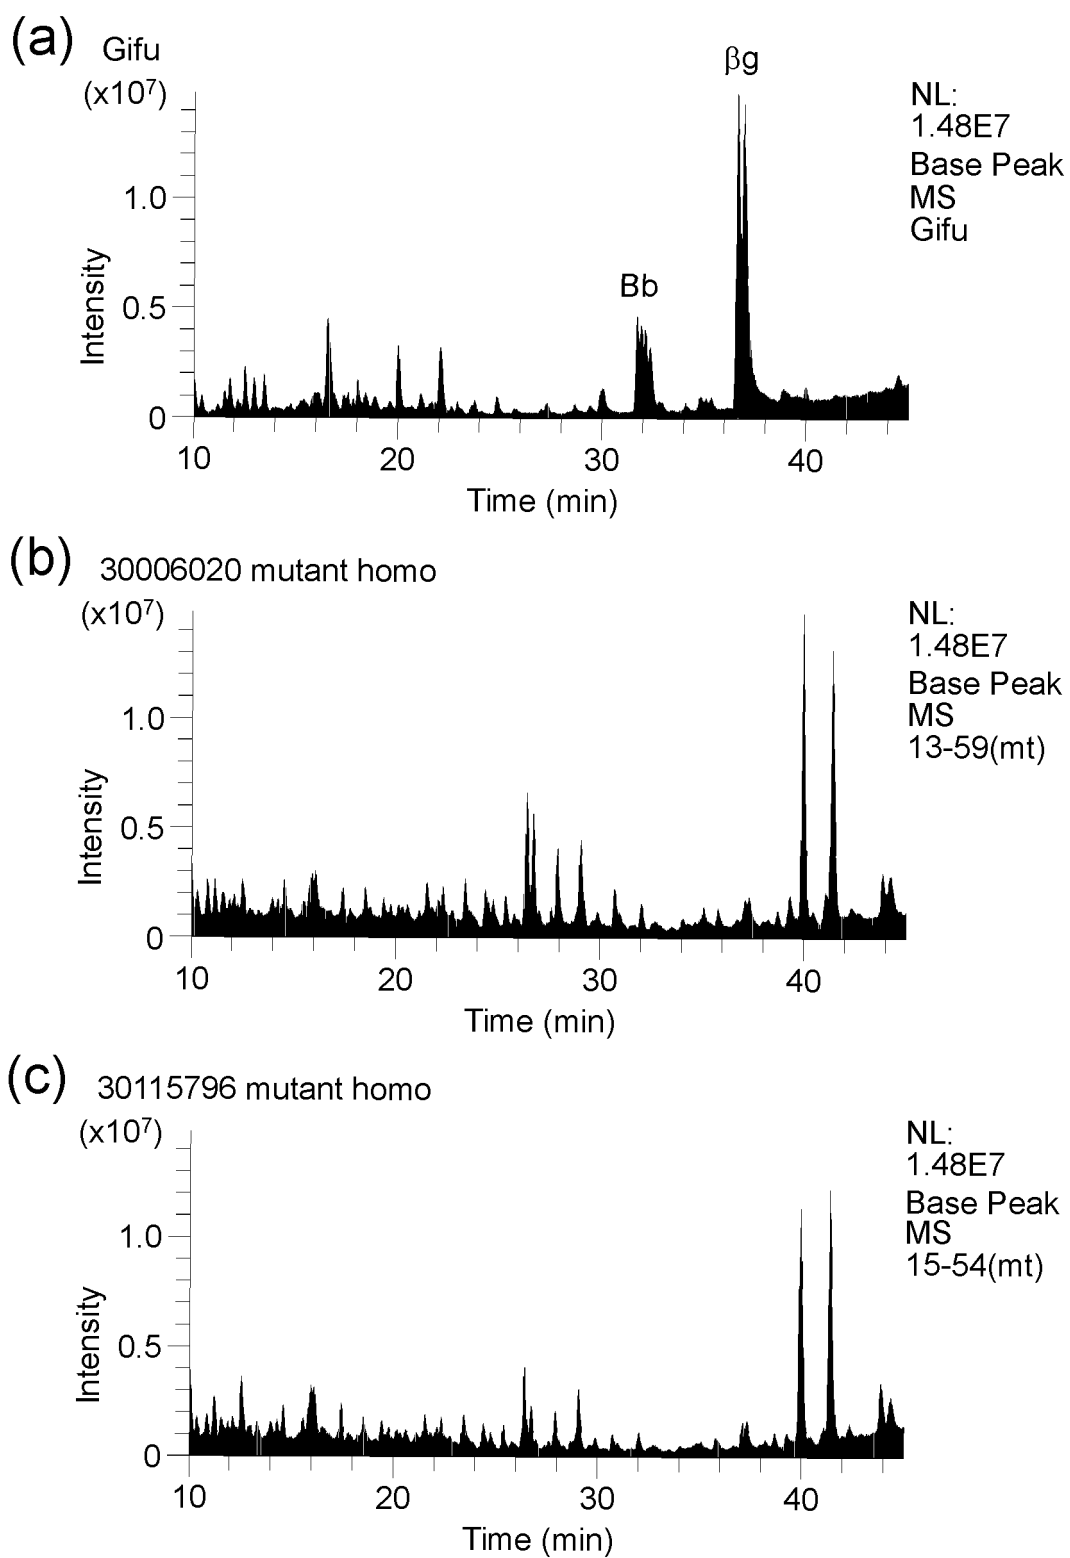 (a) Gifu
(x10⁷)
βg
NL:
1.48E7
Base Peak
MS
Gifu
1.0
Bb
0.5
Intensity
0
10 20 30 40
Time (min)
(b) 30006020 mutant homo
(x10⁷)
NL:
1.48E7
Base Peak
MS
13-59(mt)
1.0
0.5
Intensity
0
10 20 30 40
Time (min)
(c) 30115796 mutant homo
(x10⁷)
NL:
1.48E7
Base Peak
MS
15-54(mt)
1.0
0.5
Intensity
0
10 20 30 40
Time (min)